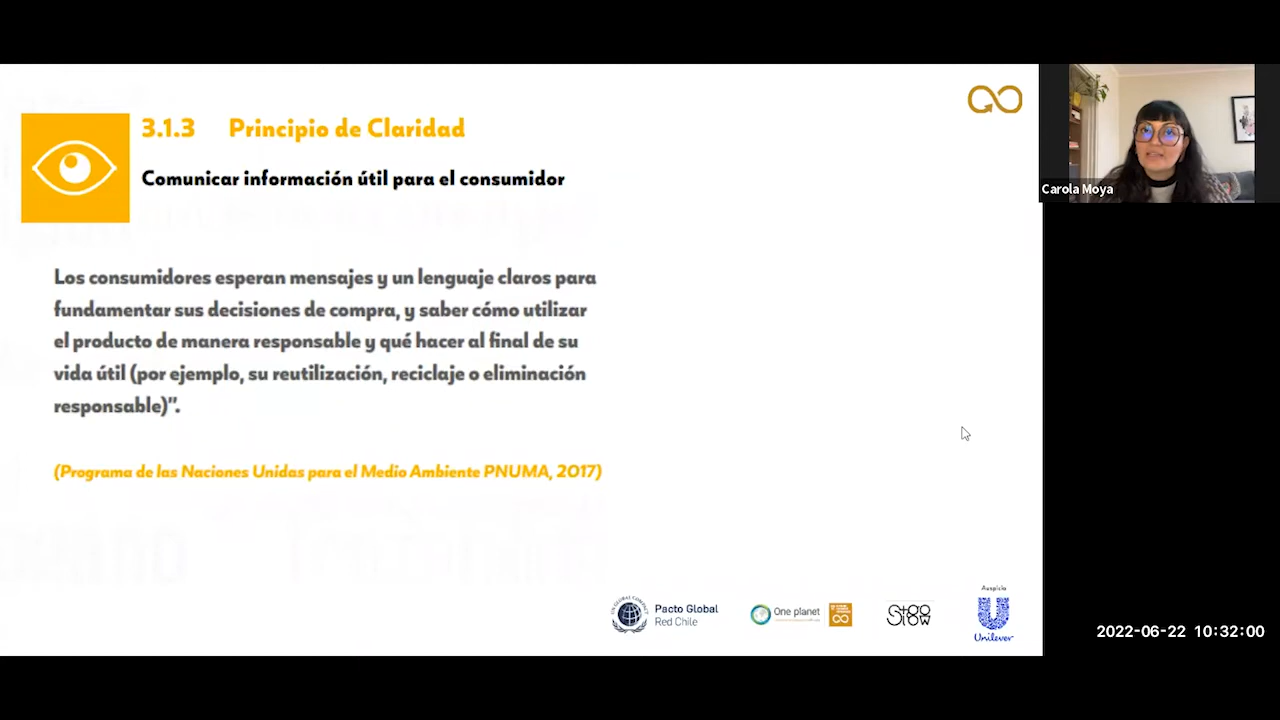 3.1.3 Principio de Claridad
Comunicar información útil para el consumidor
Los consumidores esperan mensajes y un lenguaje claros para
fundamentar sus decisiones de compra, y saber cómo utilizar
el producto de manera responsable y qué hacer al final de su
vida útil (por ejemplo, su reutilización, reciclaje o eliminación
responsable)”.
(Programa de las Naciones Unidas para el Medio Ambiente PNUMA, 2017)
Pacto Global
Red Chile
One planet
Stgo
Slow
Auspicio
Unilever
Carola Moya
2022-06-22 10:32:00